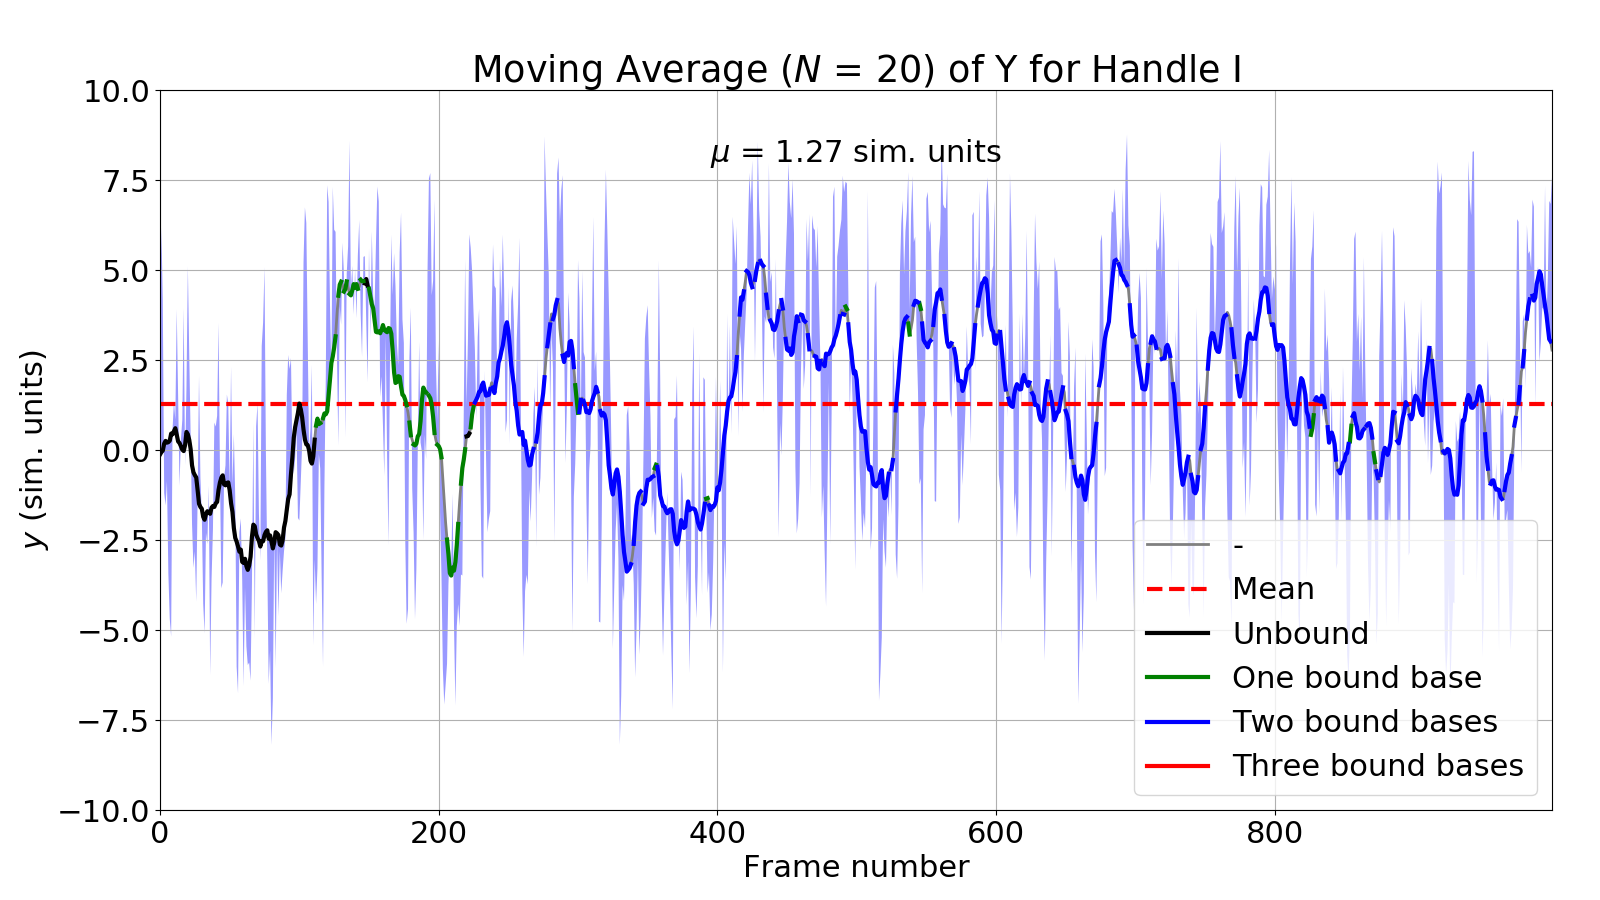 Moving Average (N = 20) of Y for Handle I
μ = 1.27 sim. units
y (sim. units)
10.0
7.5
5.0
2.5
0.0
−2.5
−5.0
−7.5
−10.0
-
Mean
Unbound
One bound base
Two bound bases
Three bound bases
0 200 400 600 800
Frame number